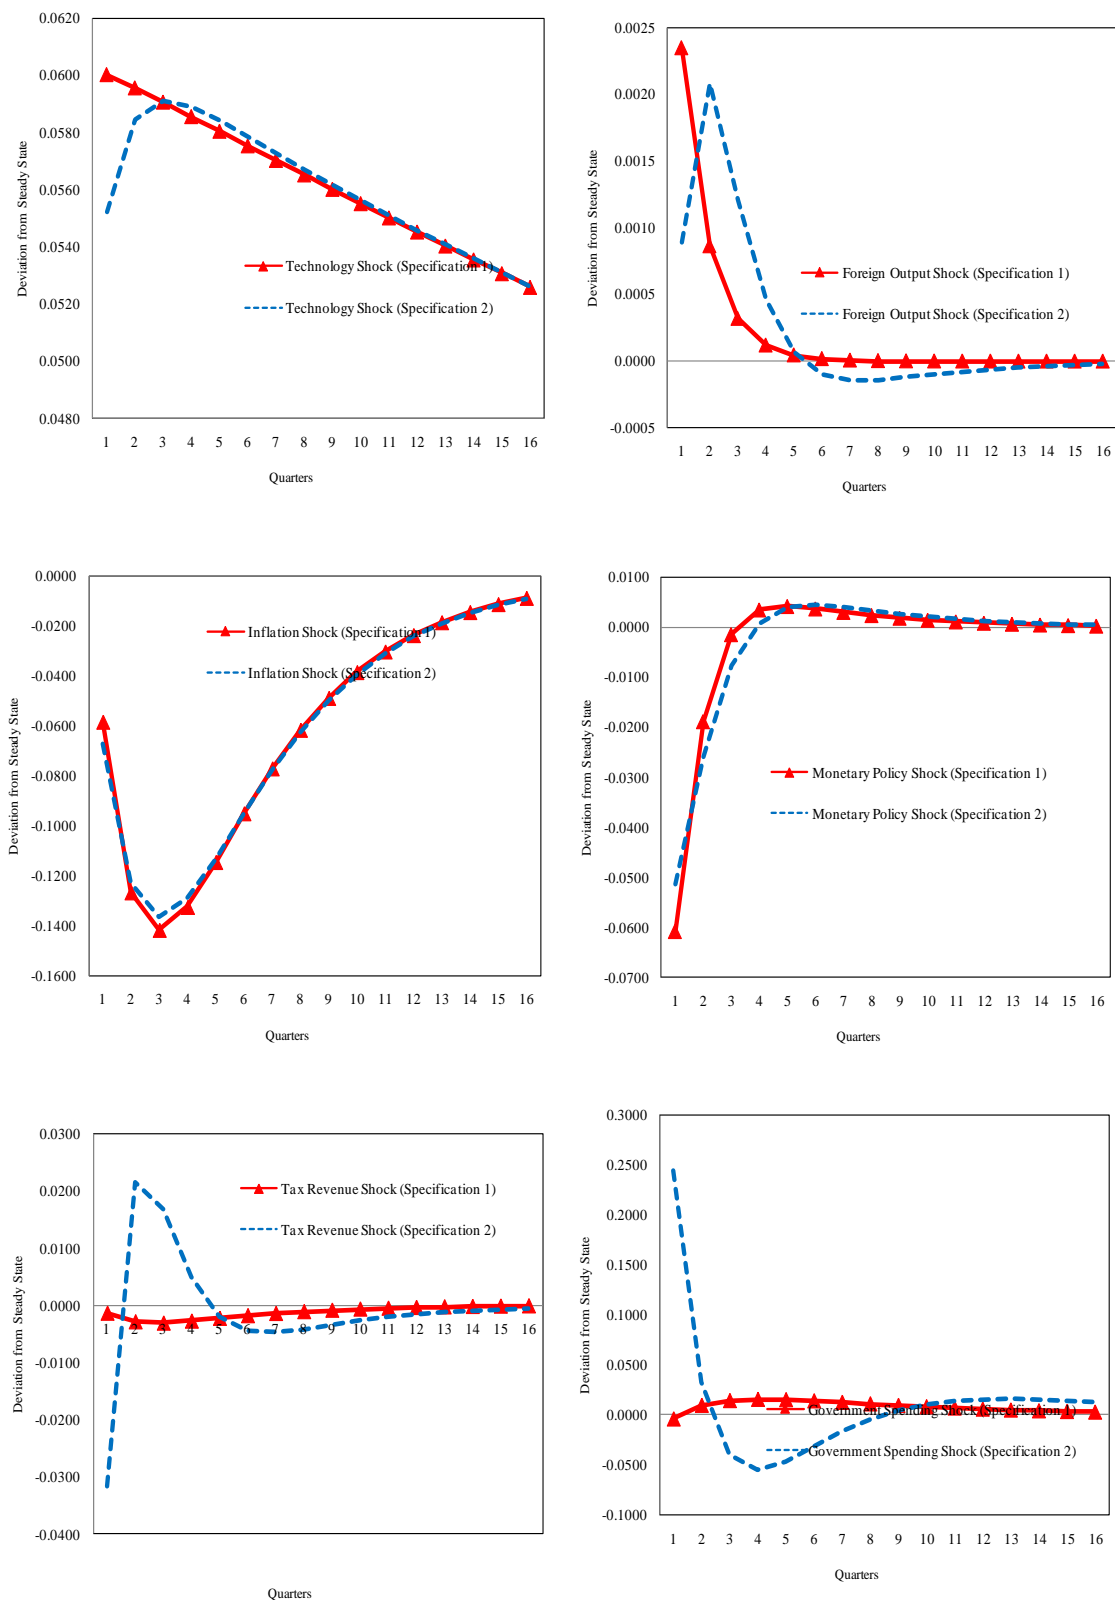 0.0620
0.0600
0.0580
0.0560
0.0540
0.0520
0.0500
0.0480
Deviation from Steady State
Technology Shock (Specification 1)
Technology Shock (Specification 2)
1 2 3 4 5 6 7 8 9 10 11 12 13 14 15 16
Quarters
0.0025
0.0020
0.0015
0.0010
0.0005
0.0000
-0.0005
Deviation from Steady State
Foreign Output Shock (Specification 1)
Foreign Output Shock (Specification 2)
1 2 3 4 5 6 7 8 9 10 11 12 13 14 15 16
Quarters
0.0000
-0.0200
-0.0400
-0.0600
-0.0800
-0.1000
-0.1200
-0.1400
-0.1600
Deviation from Steady State
Inflation Shock (Specification 1)
Inflation Shock (Specification 2)
1 2 3 4 5 6 7 8 9 10 11 12 13 14 15 16
Quarters
0.0100
0.0000
-0.0100
-0.0200
-0.0300
-0.0400
-0.0500
-0.0600
-0.0700
Deviation from Steady State
Monetary Policy Shock (Specification 1)
Monetary Policy Shock (Specification 2)
1 2 3 4 5 6 7 8 9 10 11 12 13 14 15 16
Quarters
0.0300
0.0200
0.0100
0.0000
-0.0100
-0.0200
-0.0300
-0.0400
Deviation from Steady State
Tax Revenue Shock (Specification 1)
Tax Revenue Shock (Specification 2)
1 2 3 4 5 6 7 8 9 10 11 12 13 14 15 16
Quarters
0.3000
0.2500
0.2000
0.1500
0.1000
0.0500
0.0000
-0.0500
-0.1000
Deviation from Steady State
Government Spending Shock (Specification 1)
Government Spending Shock (Specification 2)
1 2 3 4 5 6 7 8 9 10 11 12 13 14 15 16
Quarters